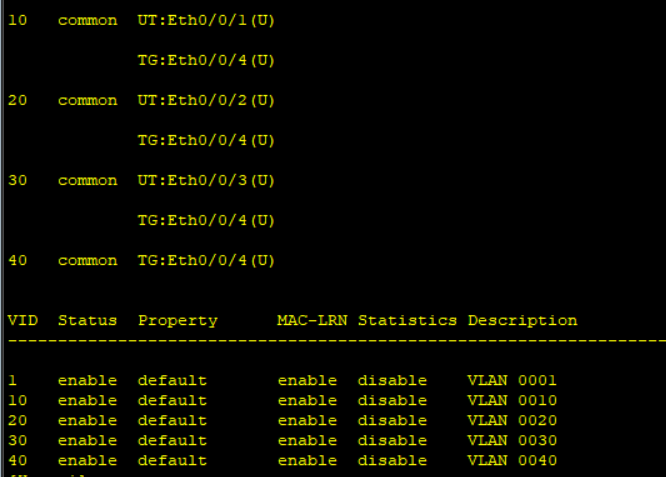 10 common UT:Eth0/0/1(U)
TG:Eth0/0/4(U)
20 common UT:Eth0/0/2(U)
TG:Eth0/0/4(U)
30 common UT:Eth0/0/3(U)
TG:Eth0/0/4(U)
40 common TG:Eth0/0/4(U)
VID Status Property MAC-LRN Statistics Description
--------------------------------------------------------------------
1 enable default enable disable VLAN 0001
10 enable default enable disable VLAN 0010
20 enable default enable disable VLAN 0020
30 enable default enable disable VLAN 0030
40 enable default enable disable VLAN 0040